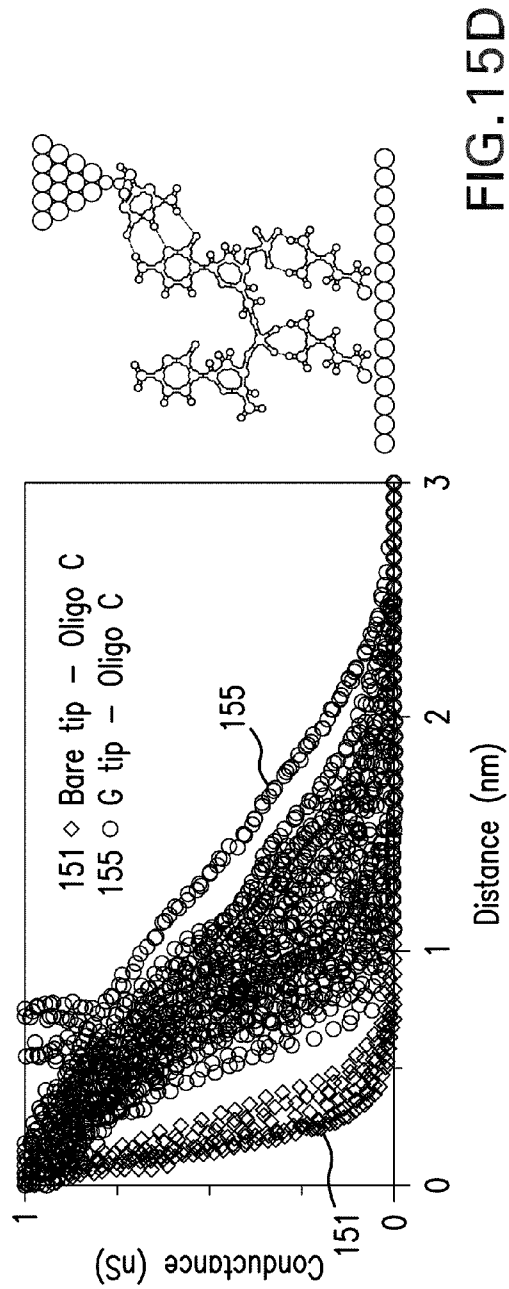 151 ◇ Bare tip – Oligo C
155 ○ G tip – Oligo C
155
151
1
0
Conductance (nS)
0
1
2
3
Distance (nm)
FIG.15D